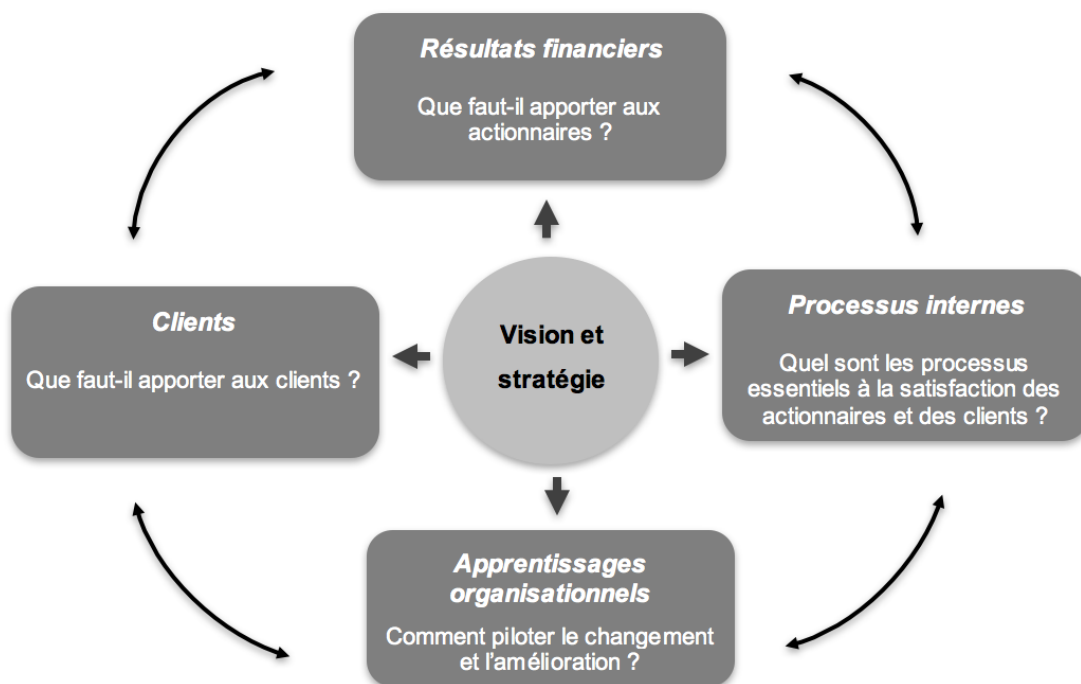 Résultats financiers
Que faut-il apporter aux
actionnaires ?
Clients
Que faut-il apporter aux clients ?
Vision et
stratégie
Processus internes
Quel sont les processus
essentiels à la satisfaction des
actionnaires et des clients ?
Apprentissages
organisationnels
Comment piloter le changement
et l'amélioration ?